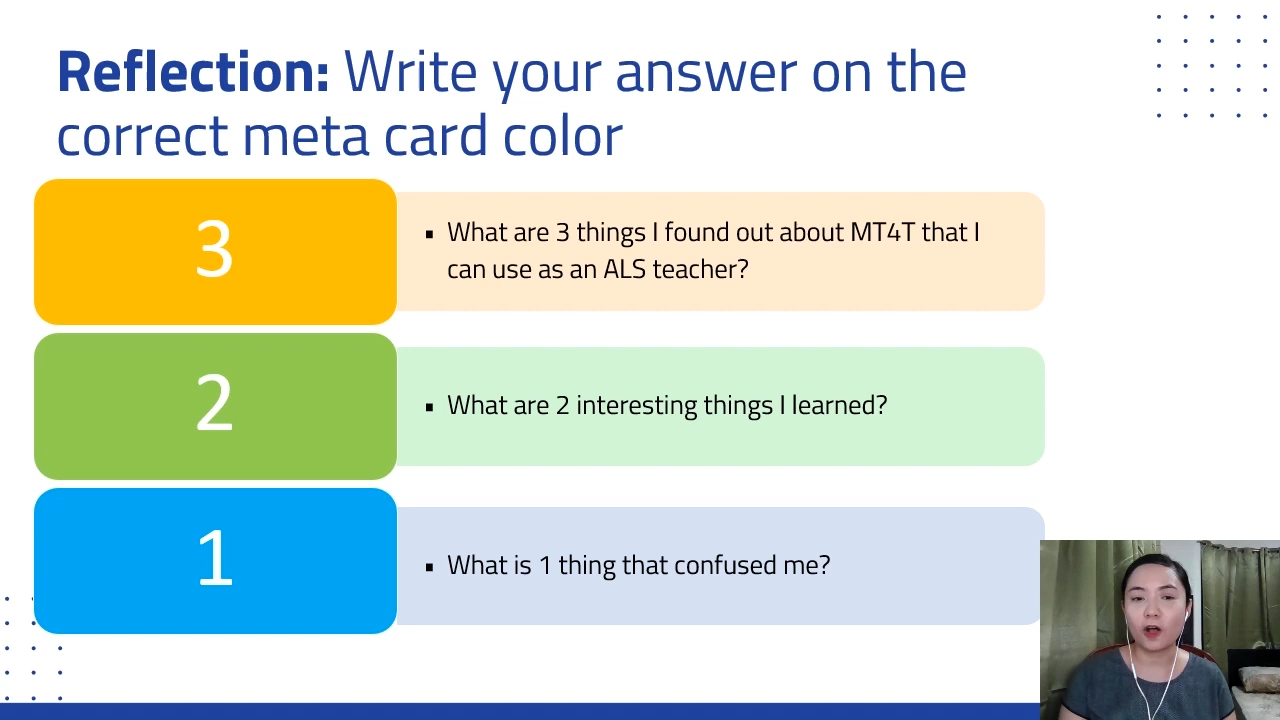 Reflection: Write your answer on the
correct meta card color
3
▪ What are 3 things I found out about MT4T that I
can use as an ALS teacher?
2
▪ What are 2 interesting things I learned?
1
▪ What is 1 thing that confused me?